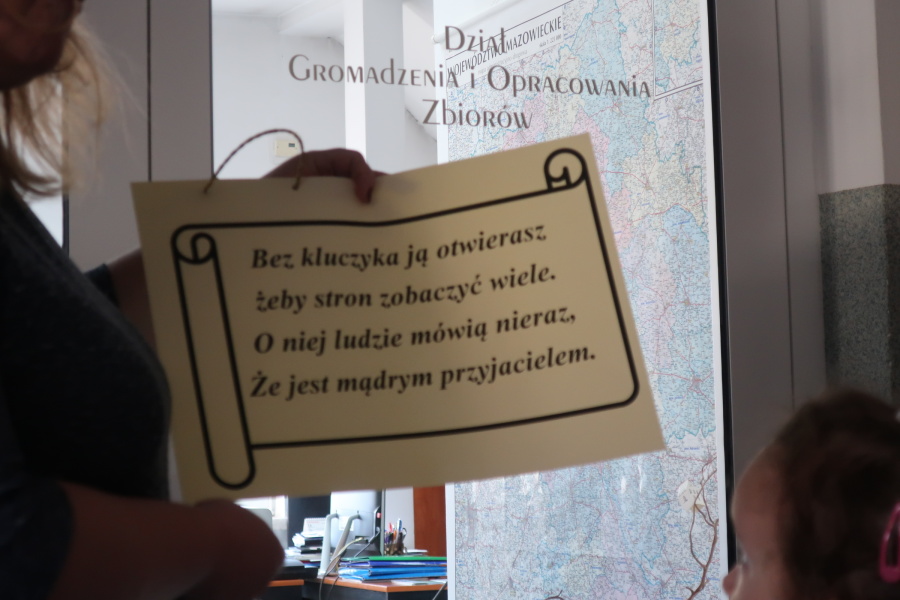 Dział
Gromadzenia i Opracowania
Zbiorów
WOJEWÓDZTWO MAZOWIECKIE
Bez kluczyka ją otwierasz
żeby stron zobaczyć wiele.
O niej ludzie mówią nieraz,
Że jest mądrym przyjacielem.